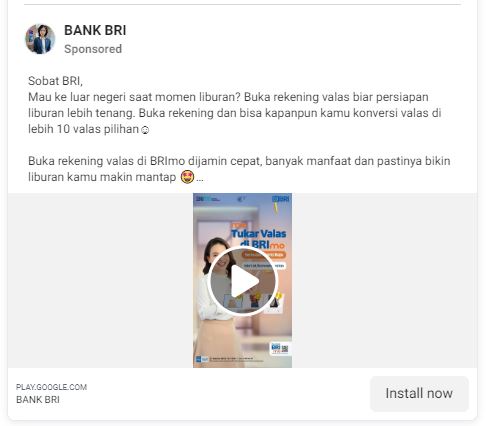 BANK BRI
Sponsored
Sobat BRI,
Mau ke luar negeri saat momen liburan? Buka rekening valas biar persiapan
liburan lebih tenang. Buka rekening dan bisa kapanpun kamu konversi valas di
lebih 10 valas pilihan☺
Buka rekening valas di BRImo dijamin cepat, banyak manfaat dan pastinya bikin
liburan kamu makin mantap 🤩...
BRI
Tukar Valas
di BRImo
PLAY.GOOGLE.COM
BANK BRI
Install now